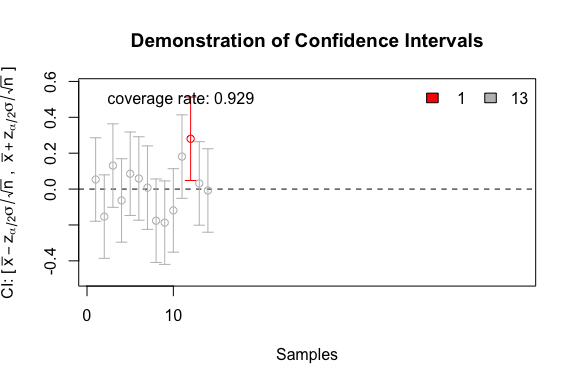 Demonstration of Confidence Intervals
coverage rate: 0.929
1
13
CI: [ x̄ − zα/2σ/√n , x̄ + zα/2σ/√n ]
0.6
0.4
0.2
0.0
-0.4
0
10
Samples